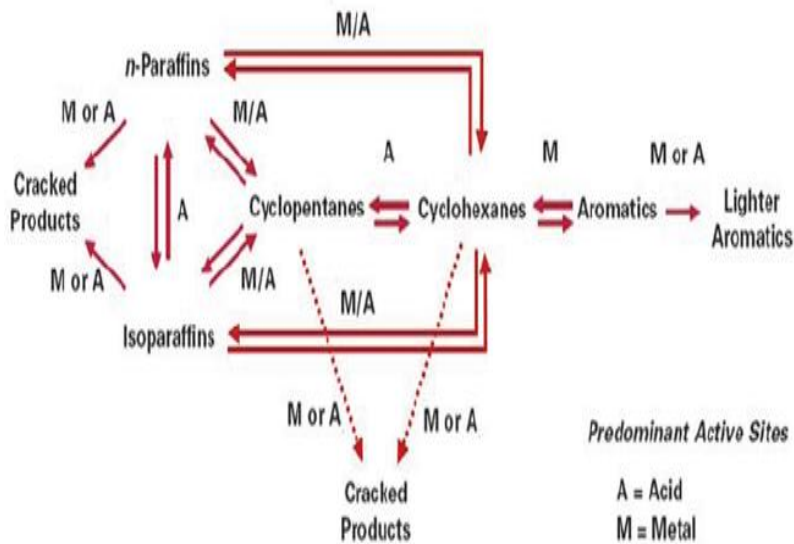 M/A
n-Paraffins
M or A
M/A
A
M
M or A
Cracked
Products
A
Cyclopentanes
Cyclohexanes
Aromatics
Lighter
Aromatics
M or A
M/A
M/A
Isoparaffins
M or A
M or A
Predominant Active Sites
Cracked
Products
A = Acid
M = Metal